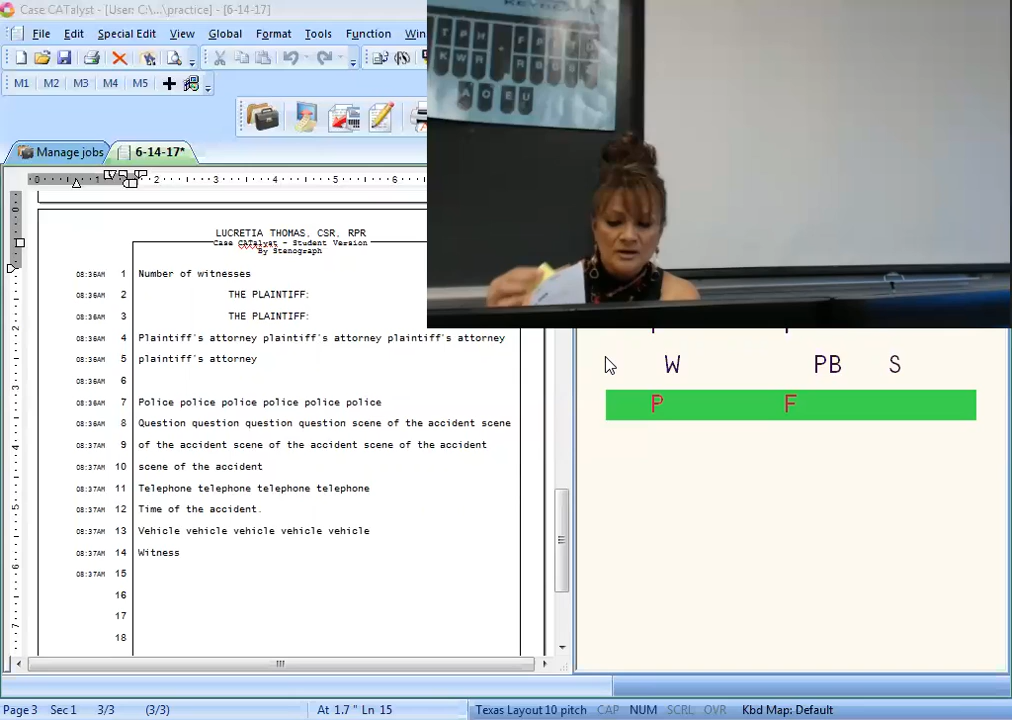 Case CATalyst - [User: C:\...\practice] [6-14-17]
File Edit Special Edit View Global Format Tools Function Win
M1 M2 M3 M4 M5
Manage jobs 6-14-17*
LUCRETIA THOMAS, CSR, RPR
Case CATalyst - Student Version
By Stenograph
08:36AM 1 Number of witnesses
08:36AM 2 THE PLAINTIFF:
08:36AM 3 THE PLAINTIFF:
08:36AM 4 Plaintiff's attorney plaintiff's attorney plaintiff's attorney
08:36AM 5 plaintiff's attorney
08:36AM 6
08:36AM 7 Police police police police police police
08:36AM 8 Question question question question scene of the accident scene
08:37AM 9 of the accident scene of the accident scene of the accident
08:37AM 10 scene of the accident
08:37AM 11 Telephone telephone telephone telephone
08:37AM 12 Time of the accident.
08:37AM 13 Vehicle vehicle vehicle vehicle vehicle
08:37AM 14 Witness
08:37AM 15
16
17
18
T P H * F P L T D
K W R R B G S
A O E U
W PB S
P F
Page 3 Sec 1 3/3 (3/3) At 1.7" Ln 15 Texas Layout 10 pitch CAP NUM SCRL OVR Kbd Map: Default